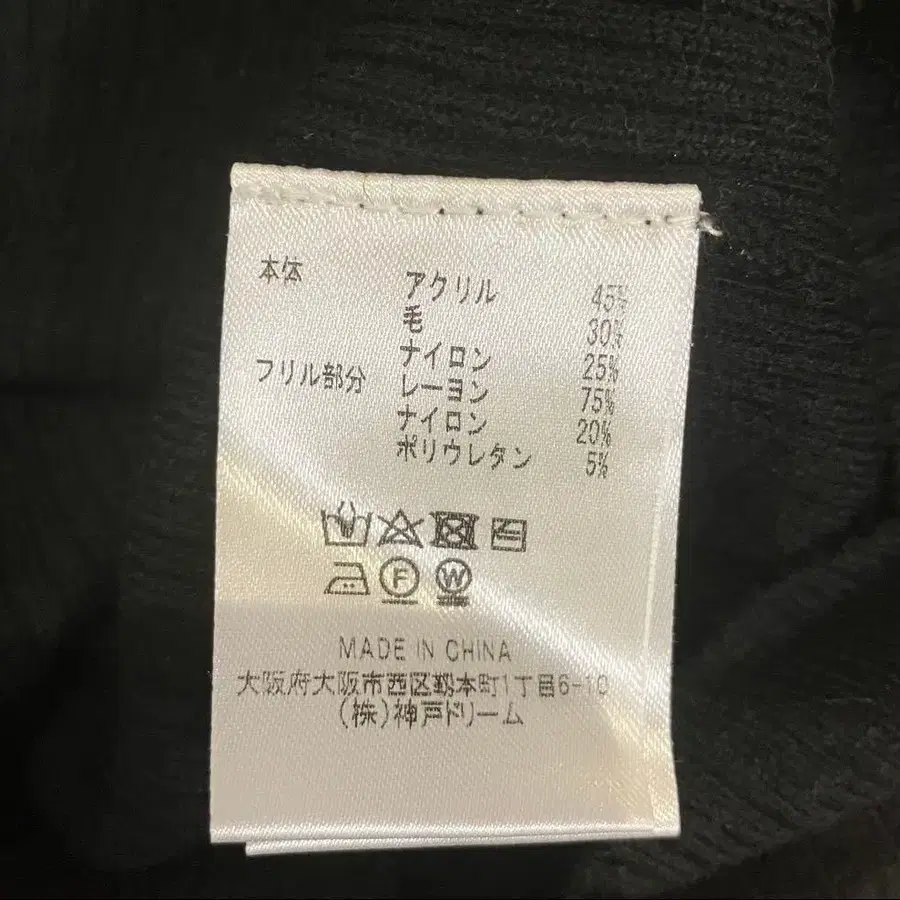 本体 アクリル 45%
毛 30%
ナイロン 25%
フリル部分 レーヨン 75%
ナイロン 20%
ポリウレタン 5%
F W
MADE IN CHINA
大阪府大阪市西区靱本町1丁目6-10
(株)神戸ドリーム